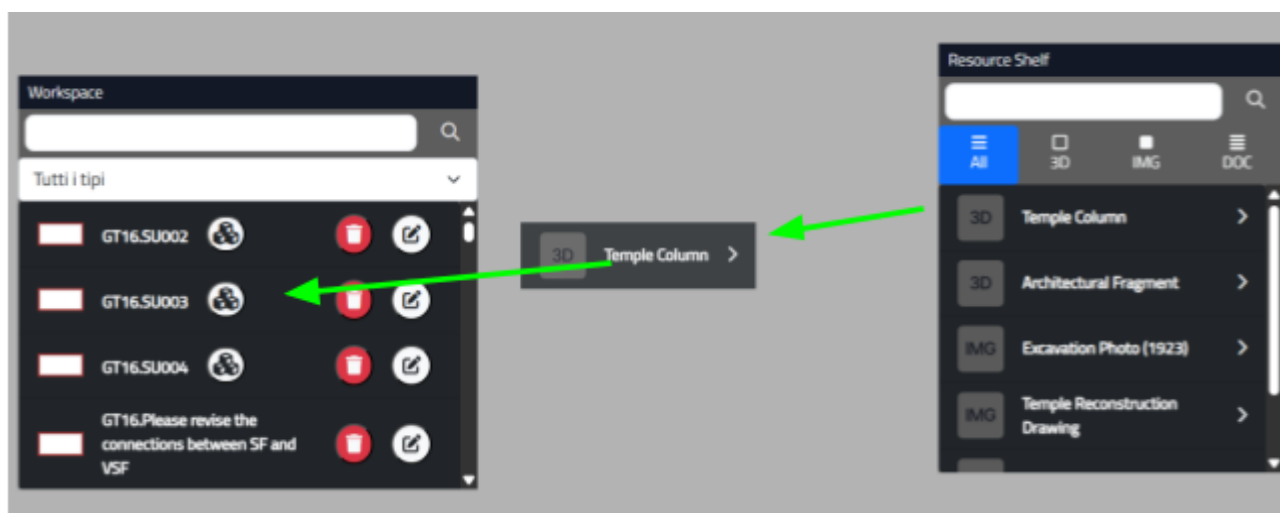 Workspace
Tutti i tipi
GT16.SU002
GT16.SU003
GT16.SU004
GT16.Please revise the
connections between SF and
VSF
3D
Temple Column
Resource Shelf
All
3D
IMG
DOC
3D
Temple Column
3D
Architectural Fragment
IMG
Excavation Photo (1923)
IMG
Temple Reconstruction
Drawing